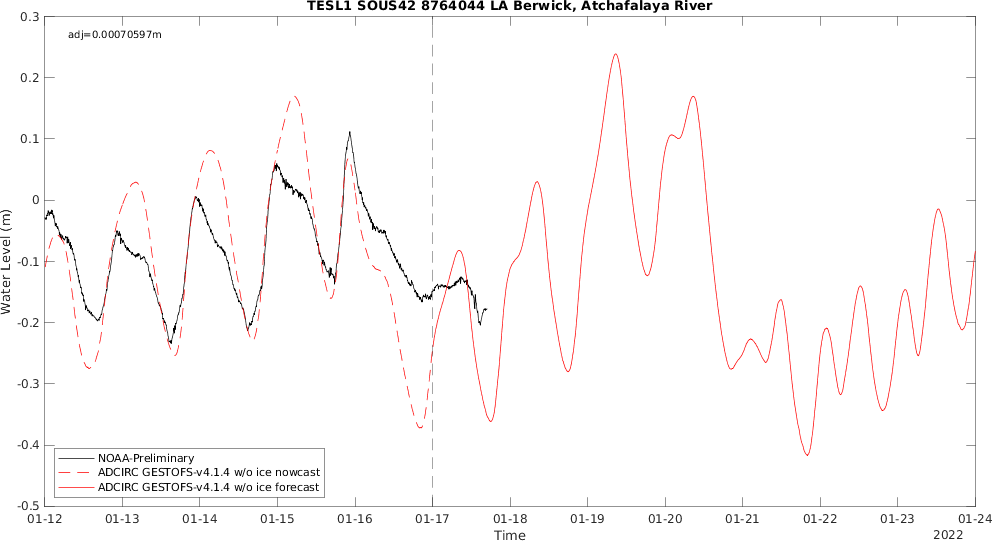 TESL1 SOUS42 8764044 LA Berwick, Atchafalaya River
adj=0.00070597m
0.3
0.2
0.1
0
-0.1
-0.2
-0.3
-0.4
-0.5
Water Level (m)
NOAA-Preliminary
ADCIRC GESTOFS-v4.1.4 w/o ice nowcast
ADCIRC GESTOFS-v4.1.4 w/o ice forecast
01-12 01-13 01-14 01-15 01-16 01-17 01-18 01-19 01-20 01-21 01-22 01-23 01-24
Time
2022